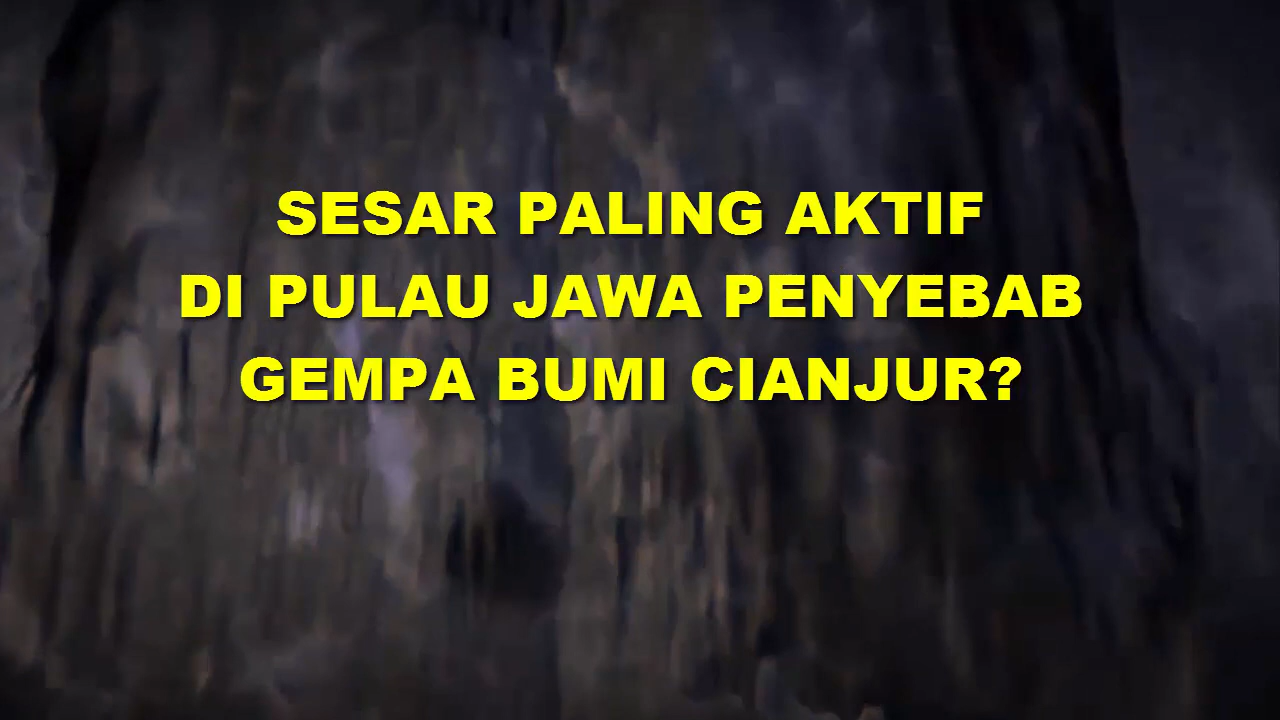 SESAR PALING AKTIF
DI PULAU JAWA PENYEBAB
GEMPA BUMI CIANJUR?